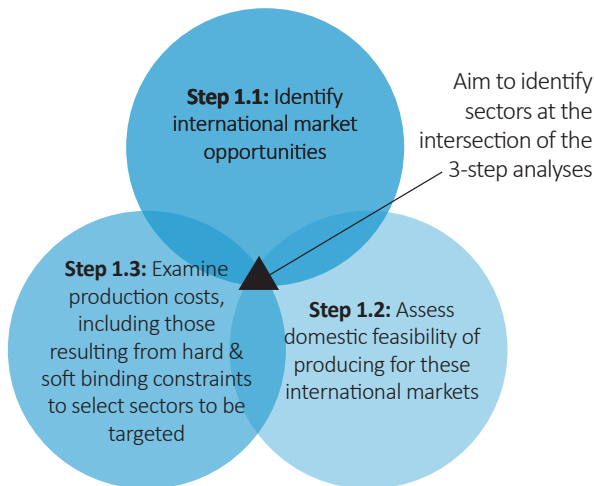 Step 1.1: Identify
international market
opportunities
Aim to identify
sectors at the
intersection of the
3-step analyses
Step 1.3: Examine
production costs,
including those
resulting from hard &
soft binding constraints
to select sectors to be
targeted
Step 1.2: Assess
domestic feasibility of
producing for these
international markets